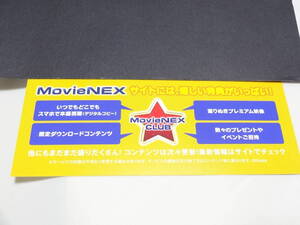 MovieNEX サイトには、嬉しい特典がいっぱい!
いつでもどこでも
スマホで本編視聴(デジタルコピー)
撮りぬきプレミアム映像
MovieNEX
CLUB
限定ダウンロードコンテンツ
数々のプレゼントや
イベントご招待
他にもまだまだ盛りだくさん! コンテンツは次々更新!最新情報はサイトでチェック